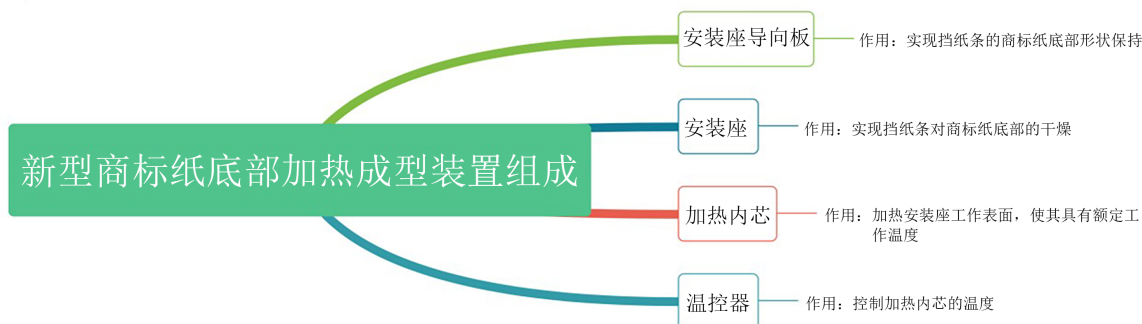 新型商标纸底部加热成型装置组成
安装座导向板
作用：实现挡纸条的商标纸底部形状保持
安装座
作用：实现挡纸条对商标纸底部的干燥
加热内芯
作用：加热安装座工作表面，使其具有额定工
作温度
温控器
作用：控制加热内芯的温度